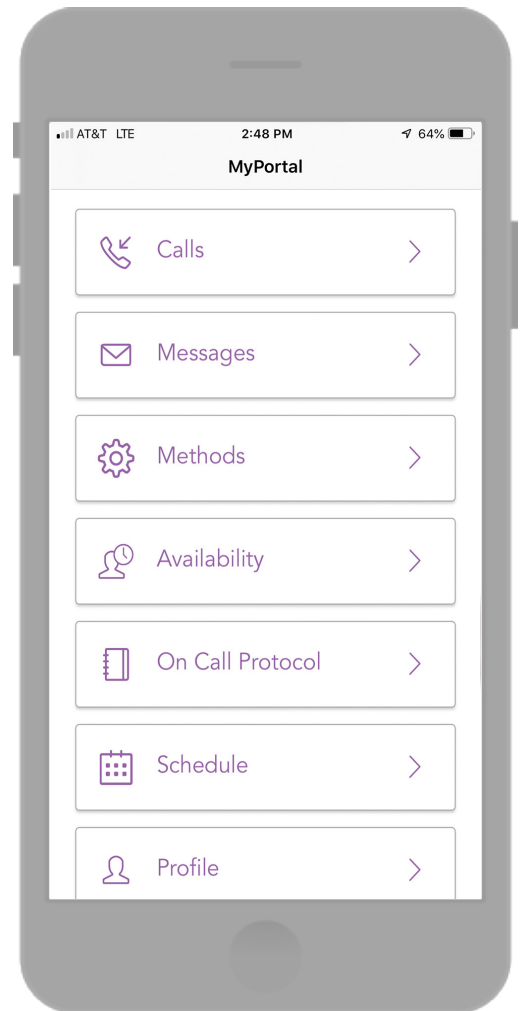 AT&T LTE 2:48 PM 64%
MyPortal
Calls
Messages
Methods
Availability
On Call Protocol
Schedule
Profile